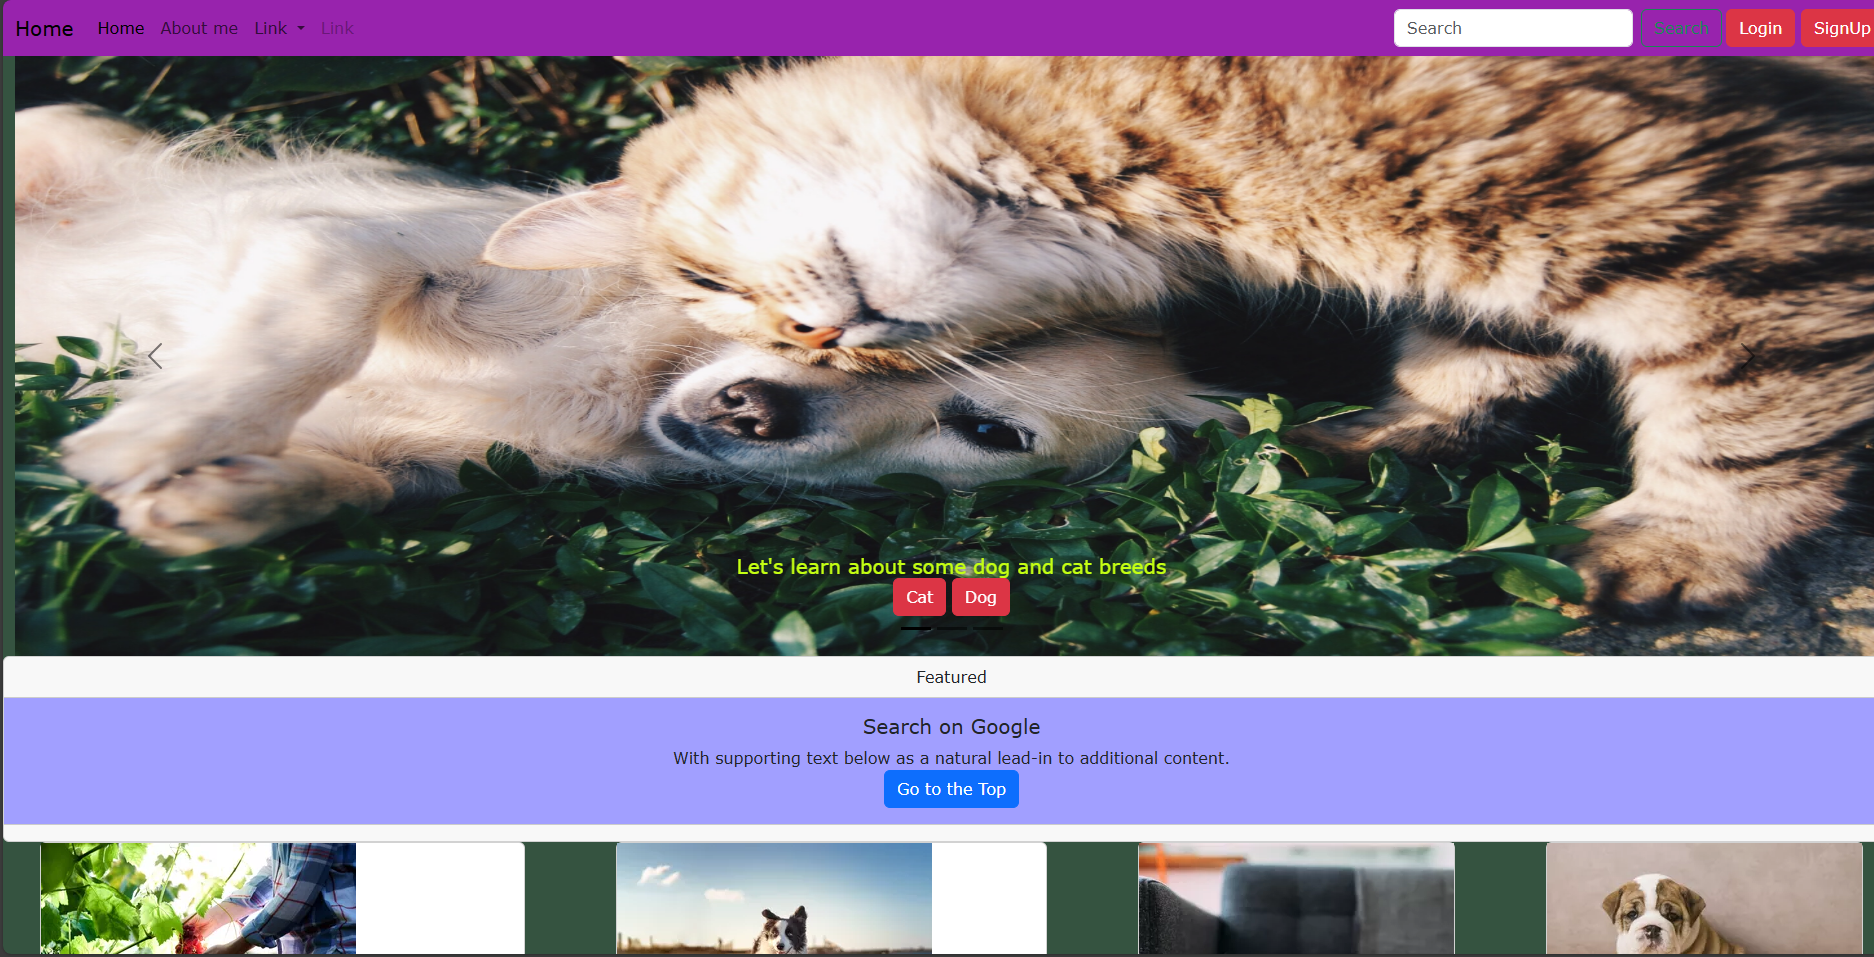 Home Home About me Link Link Search Search Login SignUp
Let's learn about some dog and cat breeds
Cat Dog
Featured
Search on Google
With supporting text below as a natural lead-in to additional content.
Go to the Top